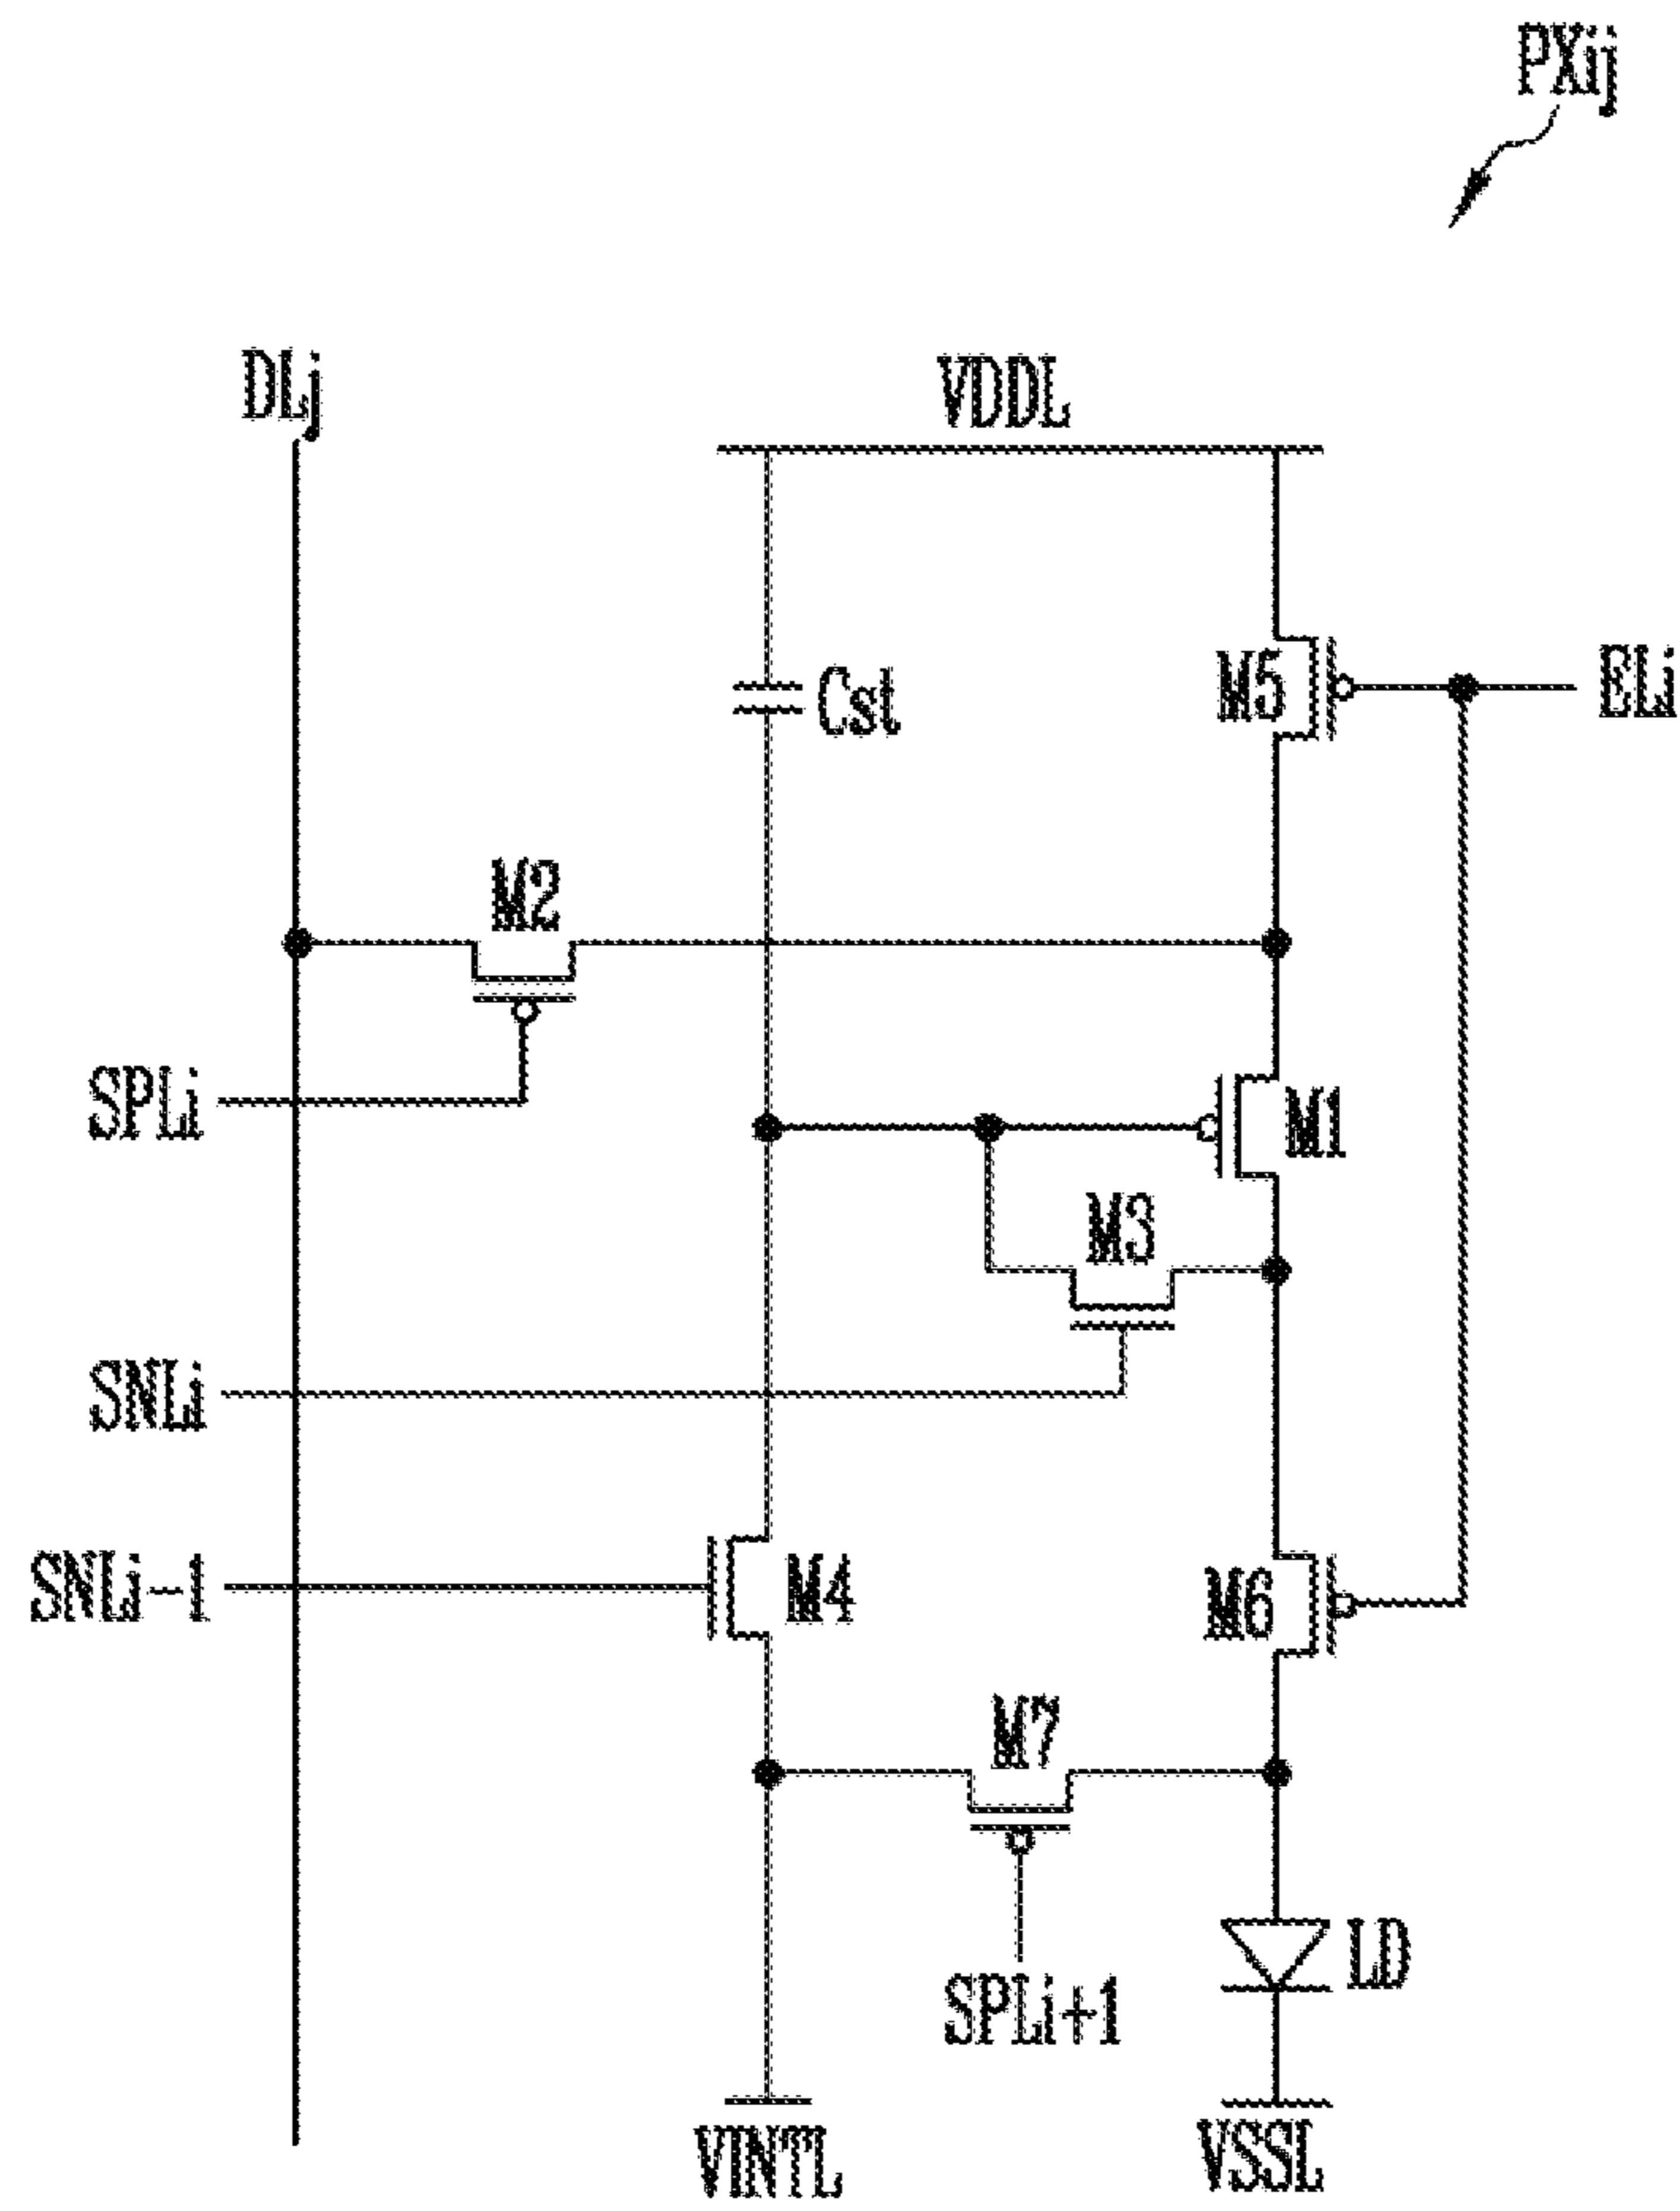 PXij
DLj
VDDL
Cst
M5
ELi
M2
SPLi
M1
M3
SNLi
SNLi-1
M4
M6
M7
LD
SPLi+1
VINTL
VSSL